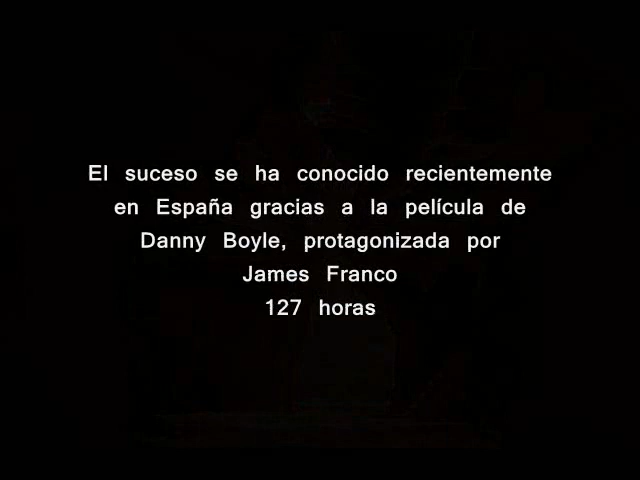 El suceso se ha conocido recientemente
en España gracias a la película de
Danny Boyle, protagonizada por
James Franco
127 horas